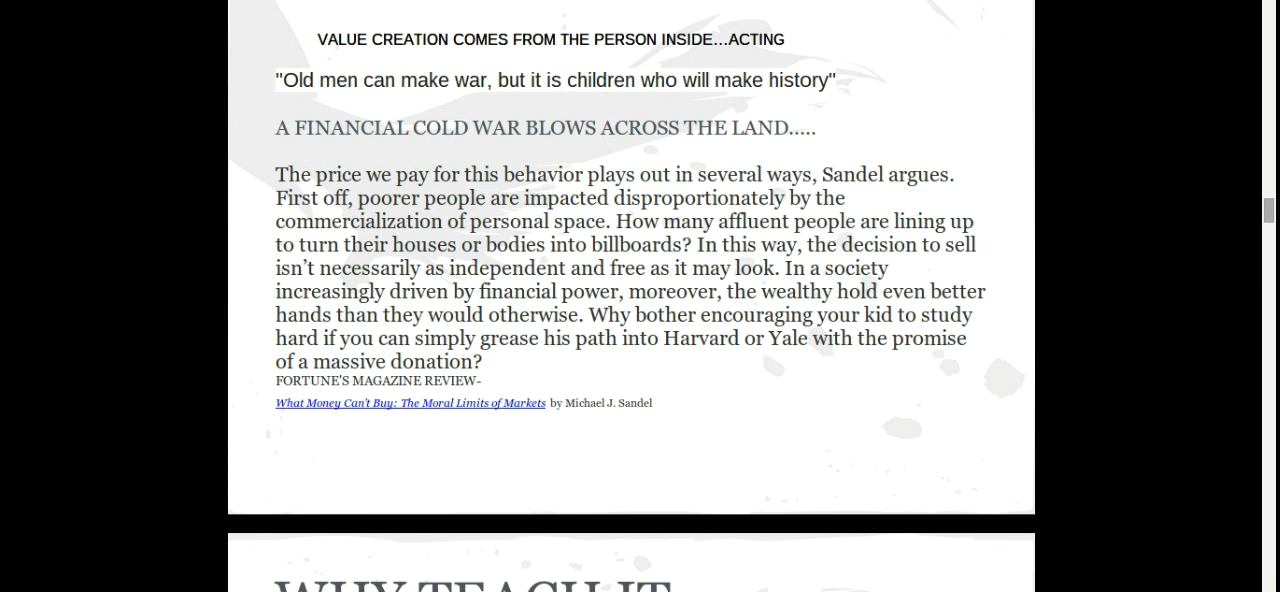 VALUE CREATION COMES FROM THE PERSON INSIDE...ACTING
"Old men can make war, but it is children who will make history"
A FINANCIAL COLD WAR BLOWS ACROSS THE LAND.....
The price we pay for this behavior plays out in several ways, Sandel argues.
First off, poorer people are impacted disproportionately by the
commercialization of personal space. How many affluent people are lining up
to turn their houses or bodies into billboards? In this way, the decision to sell
isn't necessarily as independent and free as it may look. In a society
increasingly driven by financial power, moreover, the wealthy hold even better
hands than they would otherwise. Why bother encouraging your kid to study
hard if you can simply grease his path into Harvard or Yale with the promise
of a massive donation?
FORTUNE'S MAGAZINE REVIEW-
What Money Can't Buy: The Moral Limits of Markets by Michael J. Sandel
WHY TEACH IT